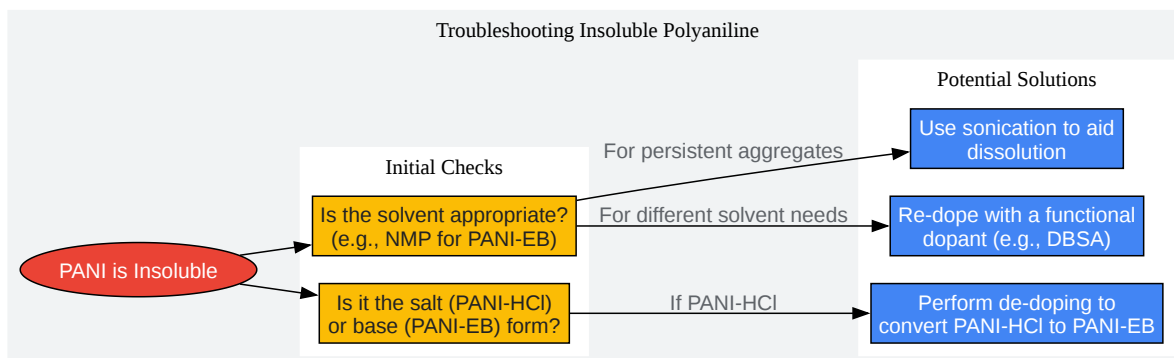 Troubleshooting Insoluble Polyaniline
Potential Solutions
Use sonication to aid
dissolution
For persistent aggregates
Initial Checks
Is the solvent appropriate?
(e.g., NMP for PANI-EB)
For different solvent needs
Re-dope with a functional
dopant (e.g., DBSA)
PANI is Insoluble
Is it the salt (PANI-HCl)
or base (PANI-EB) form?
If PANI-HCl
Perform de-doping to
convert PANI-HCl to PANI-EB